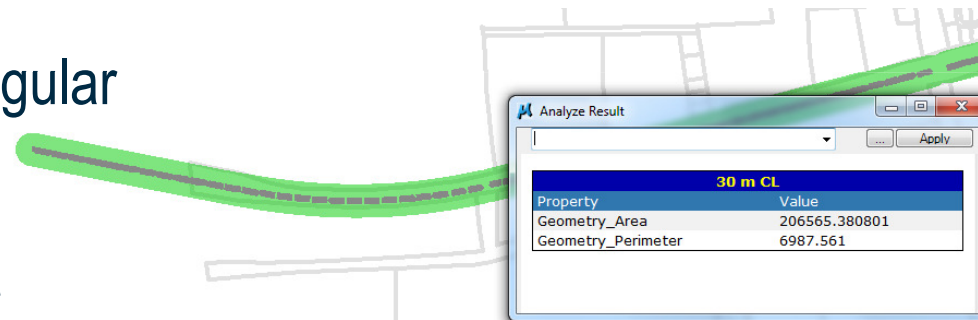 gular
Analyze Result
... Apply
30 m CL
Property Value
Geometry_Area 206565.380801
Geometry_Perimeter 6987.561